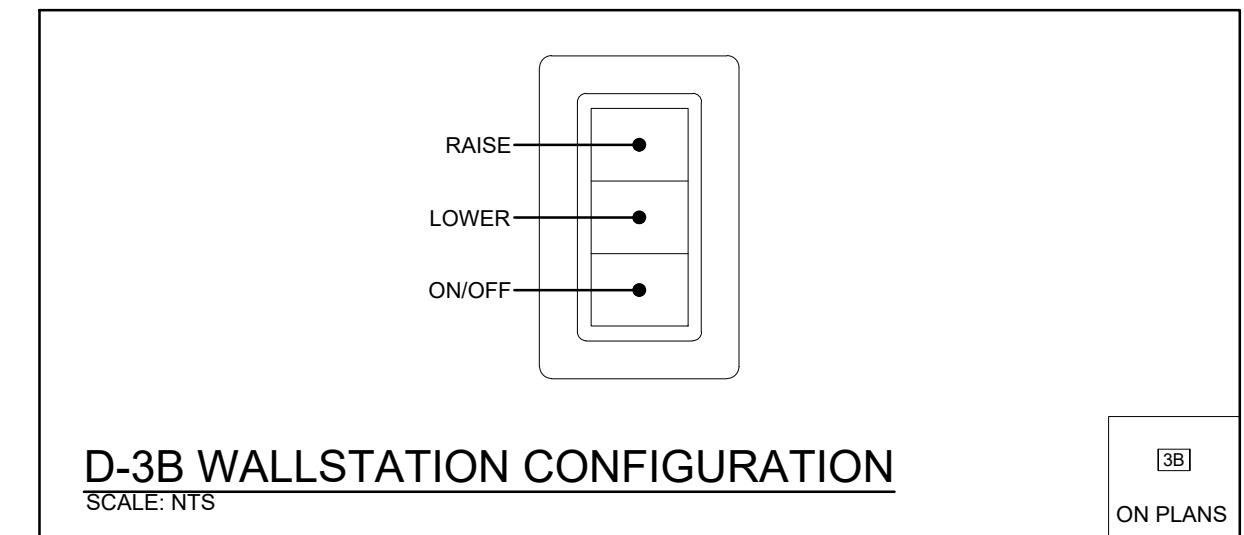 RAISE
LOWER
ON/OFF
D-3B WALLSTATION CONFIGURATION
SCALE: NTS
3B
ON PLANS